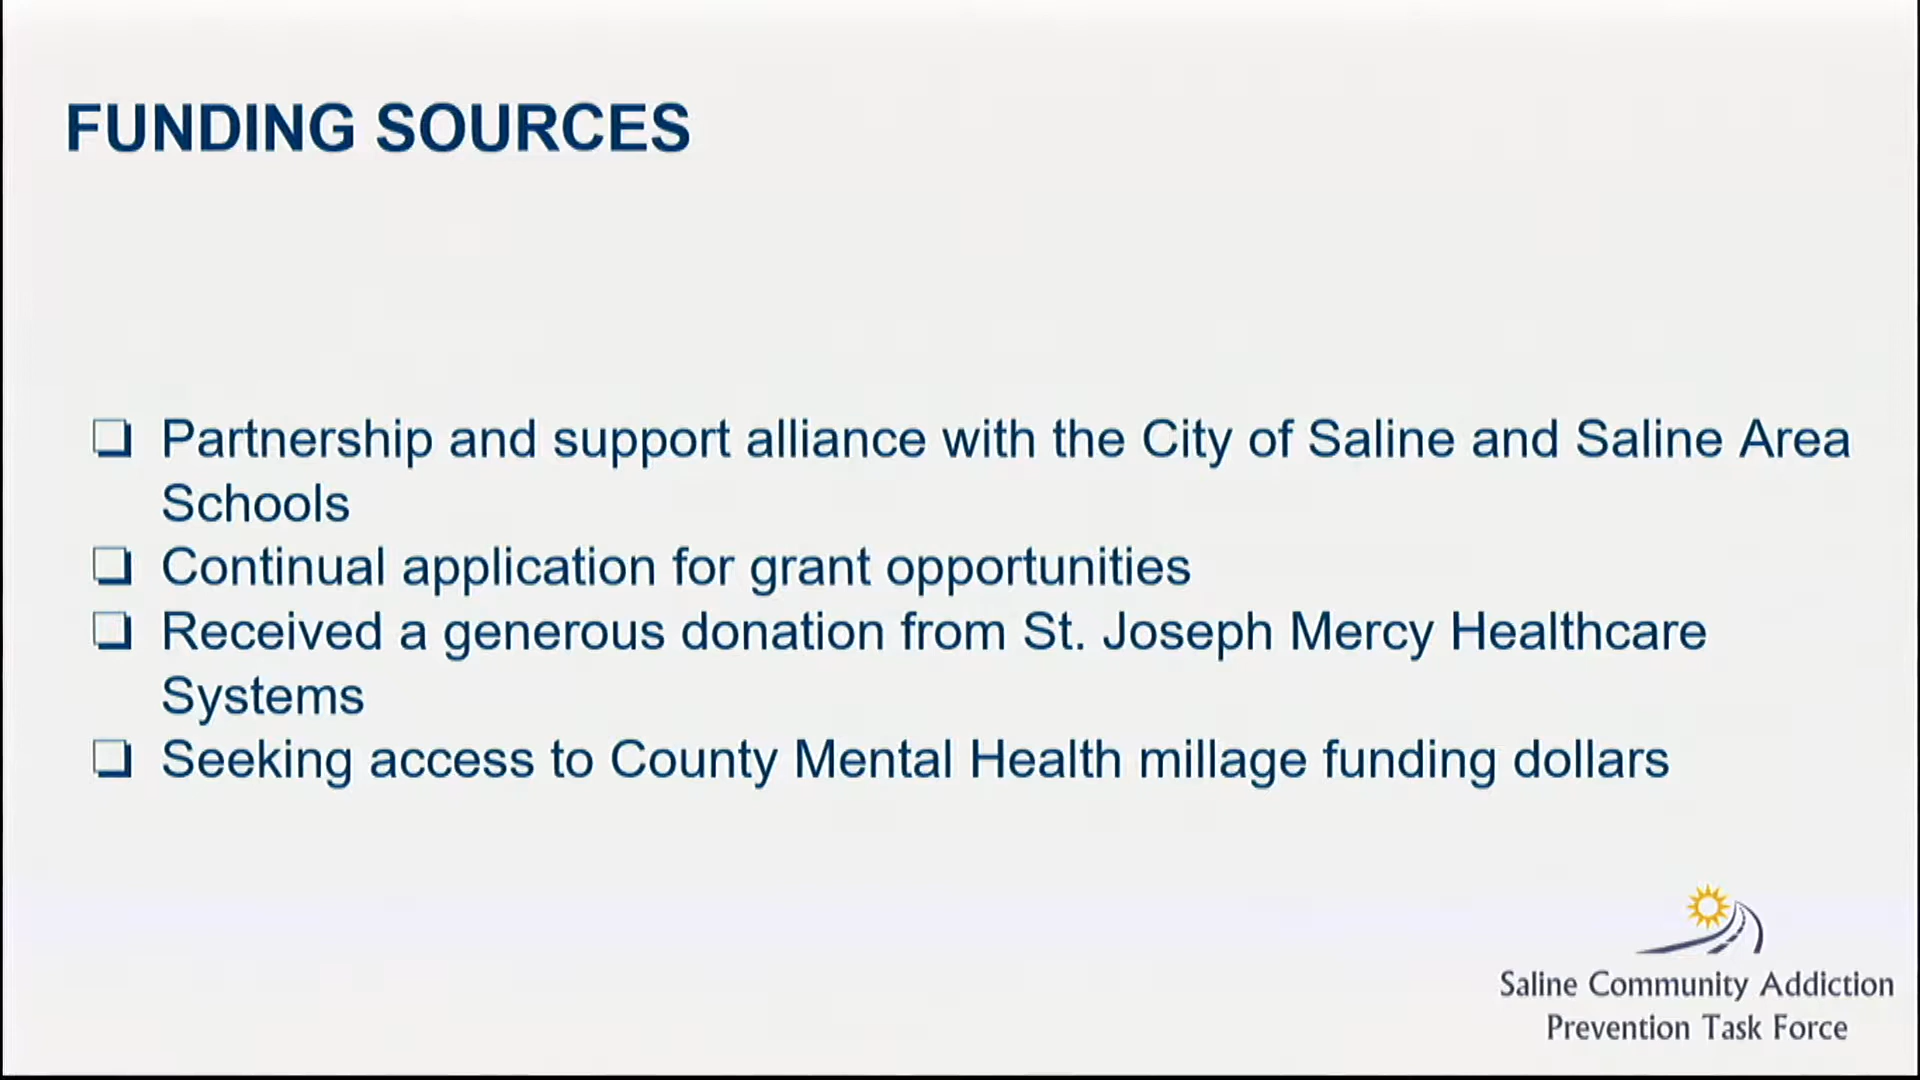 FUNDING SOURCES
❑ Partnership and support alliance with the City of Saline and Saline Area
Schools
❑ Continual application for grant opportunities
❑ Received a generous donation from St. Joseph Mercy Healthcare
Systems
❑ Seeking access to County Mental Health millage funding dollars
Saline Community Addiction
Prevention Task Force